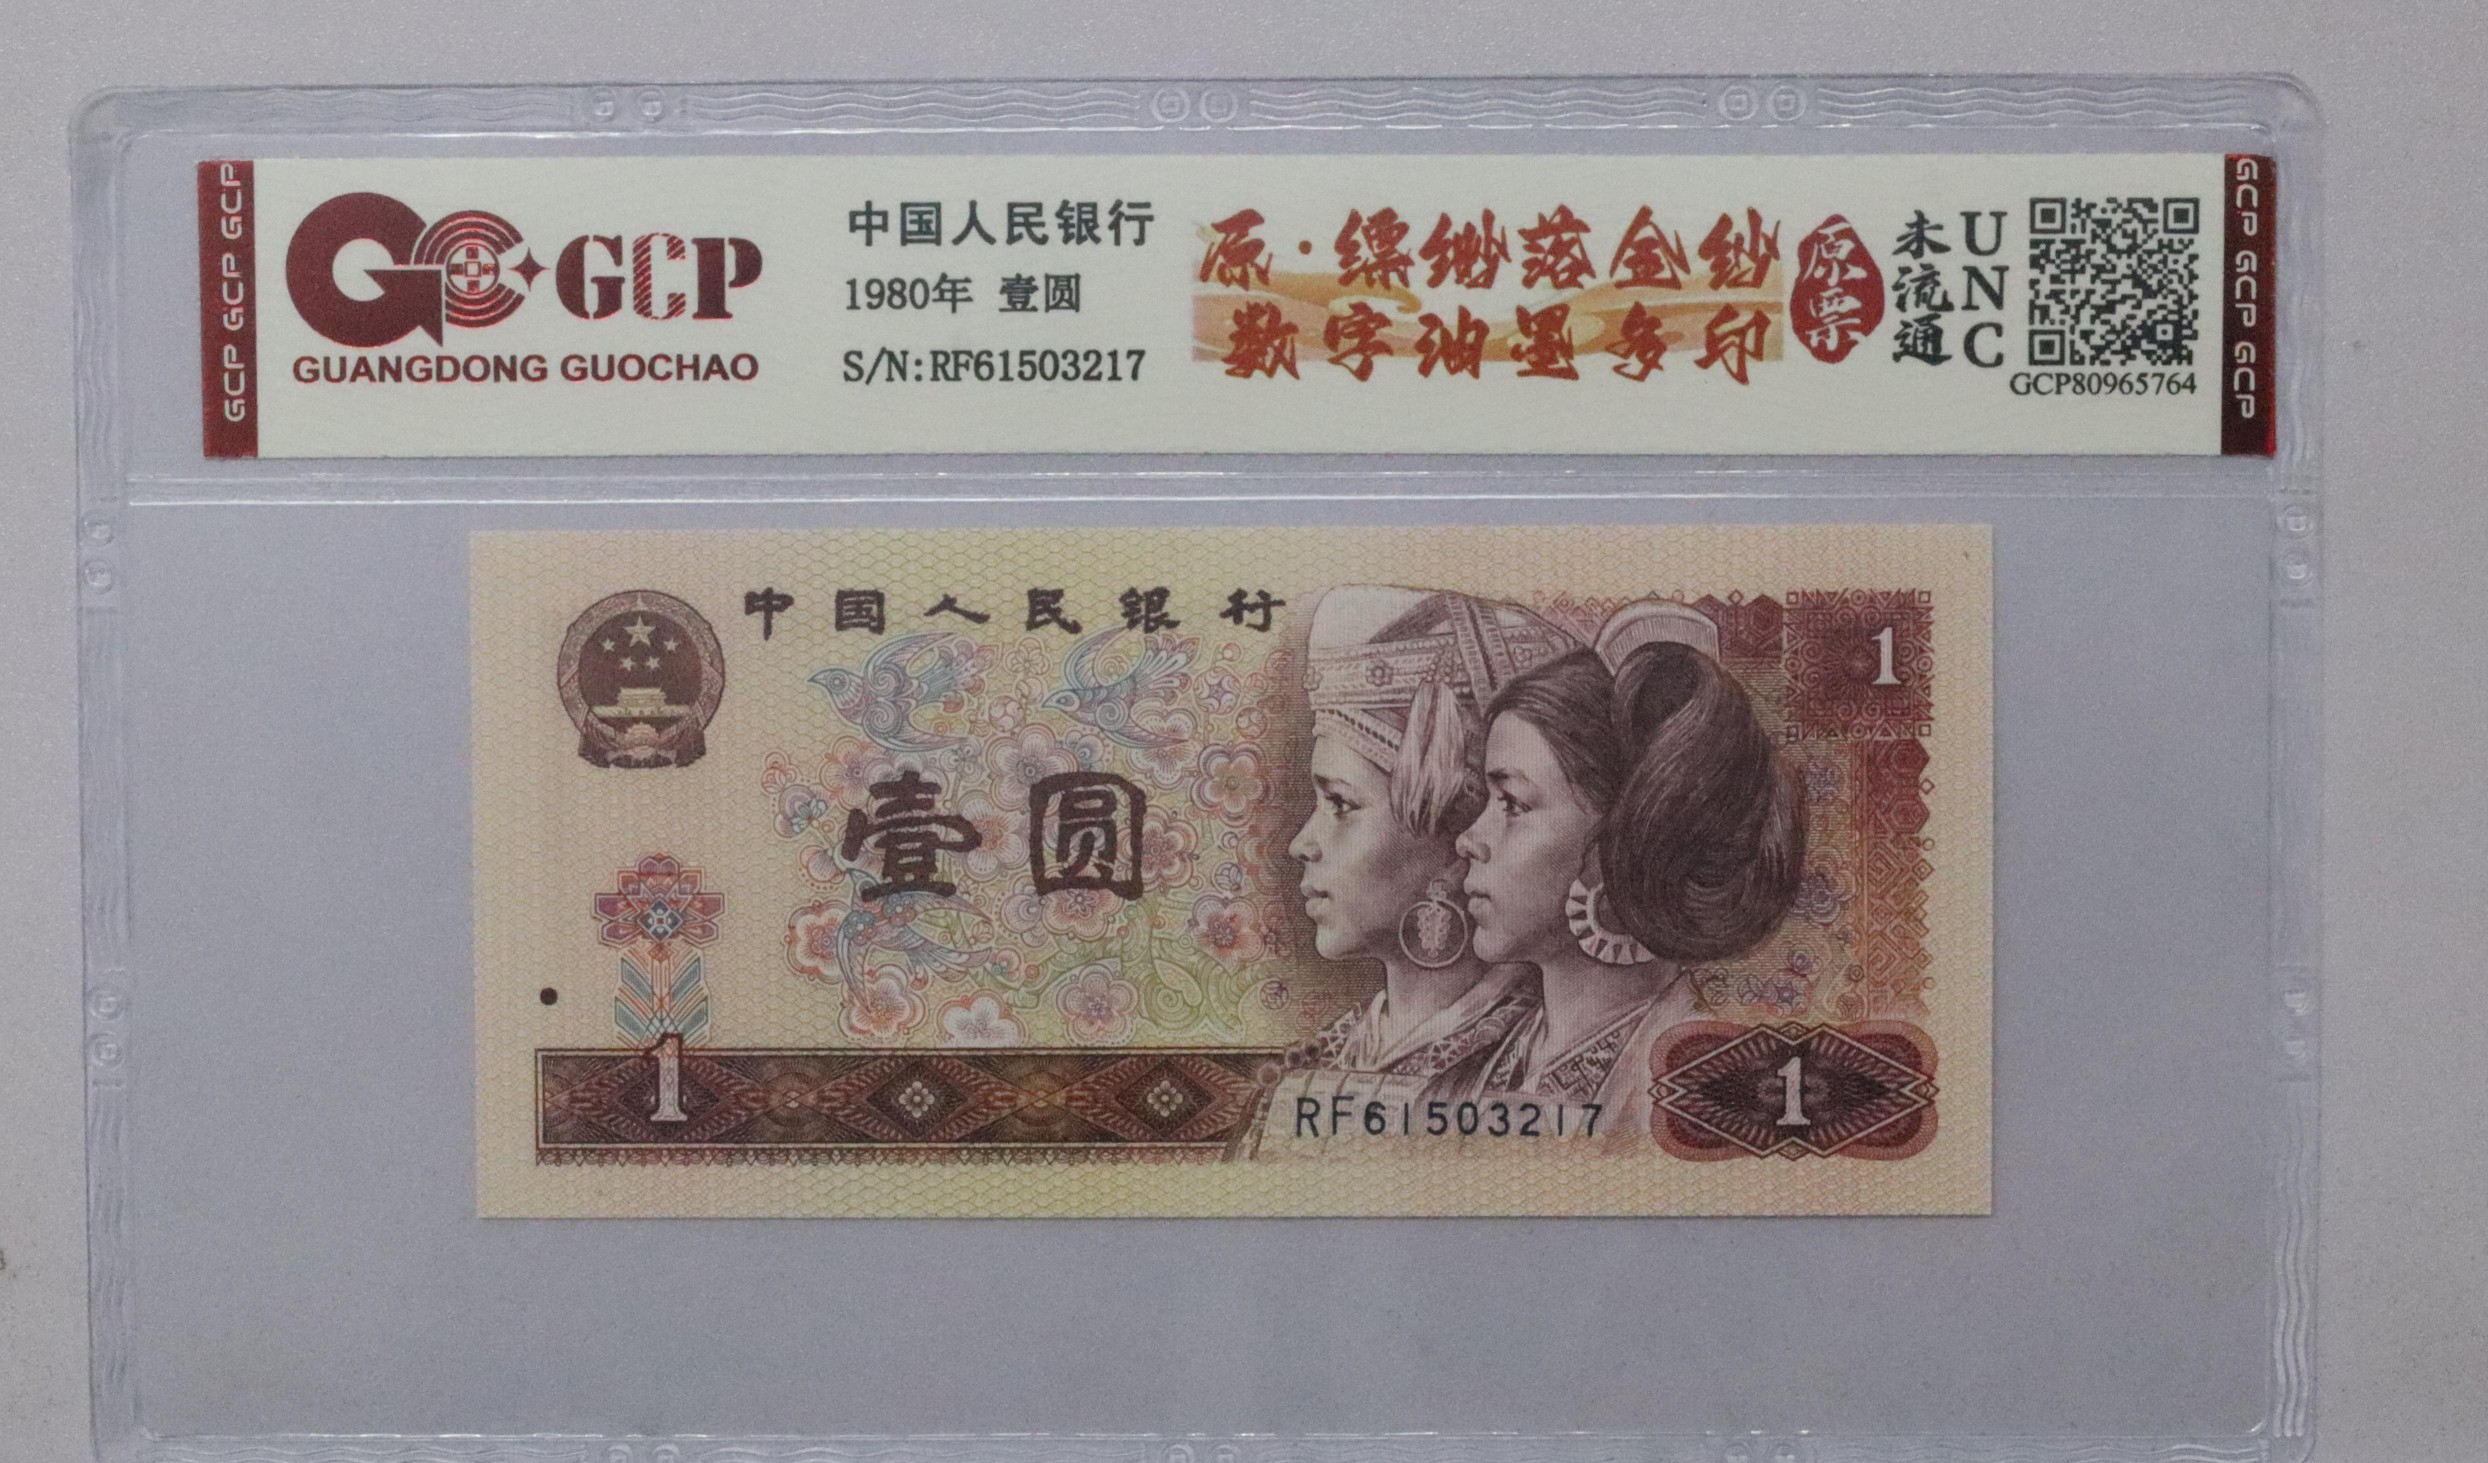 GCP GCP GCP
GCP
GUANGDONG GUOCHAO
中国人民银行
1980年 壹圆
S/N:RF61503217
原·缥缈落金纱
数字油墨多印
原票
未流通
UNC
GCP80965764
GCP GCP GCP
中国人民银行
1
壹圆
1
RF61503217
1